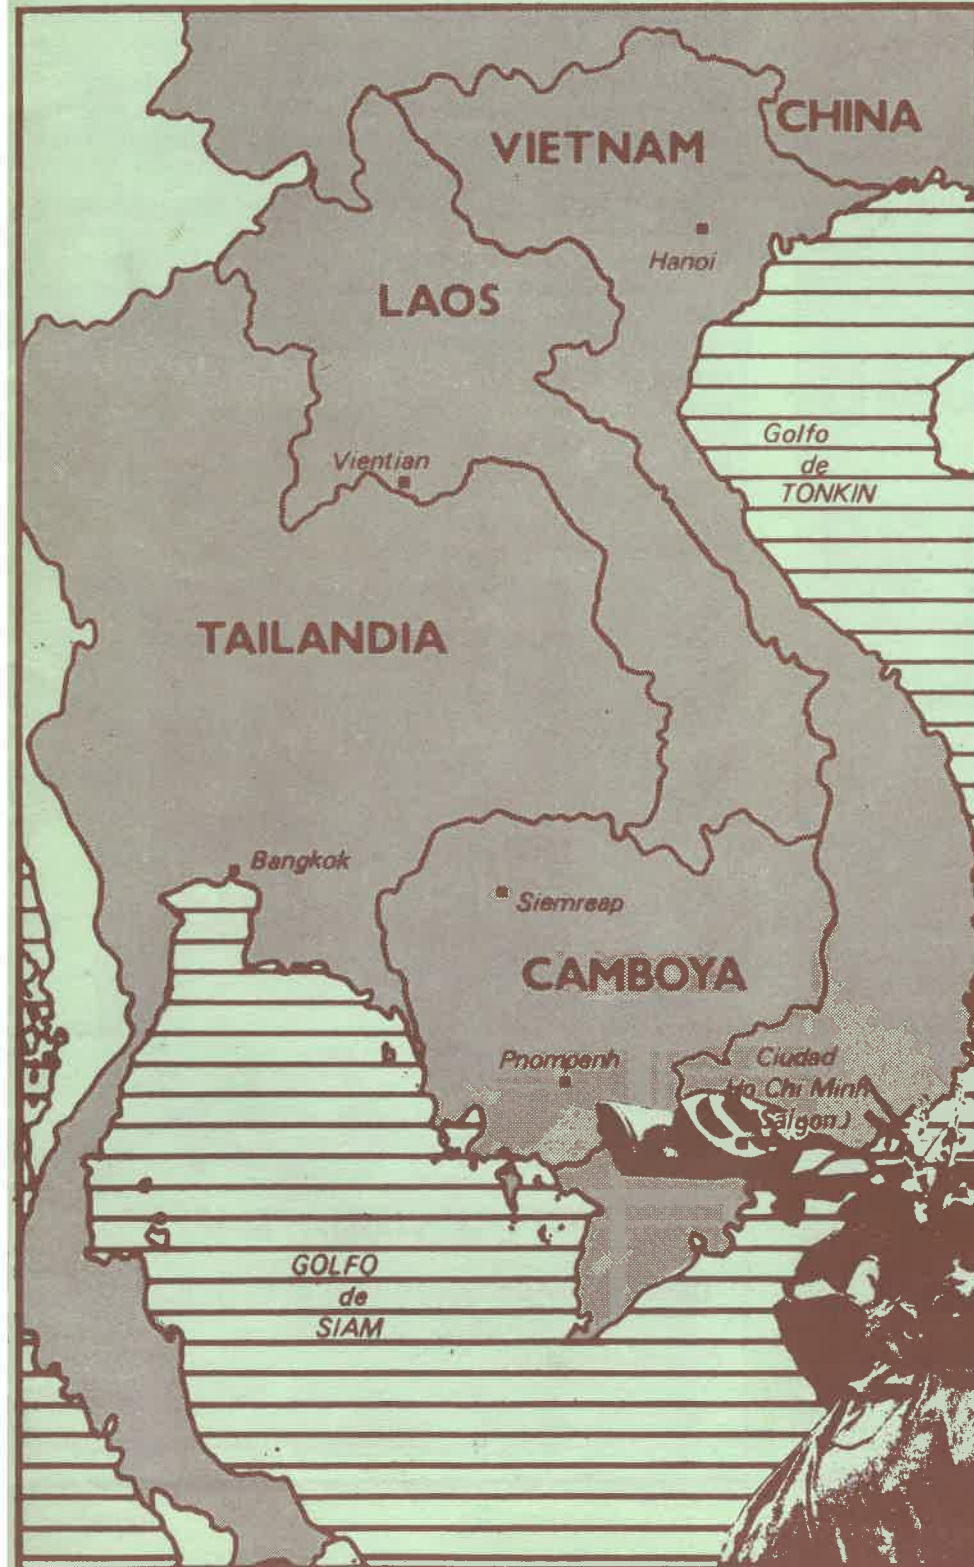 CHINA
VIETNAM
Hanoi
LAOS
Golfo
de
TONKIN
Vientian
TAILANDIA
Bangkok
Siemreap
CAMBOYA
Pnompenh
Ciudad
Ho Chi Minh
(Saigon)
GOLFO
de
SIAM